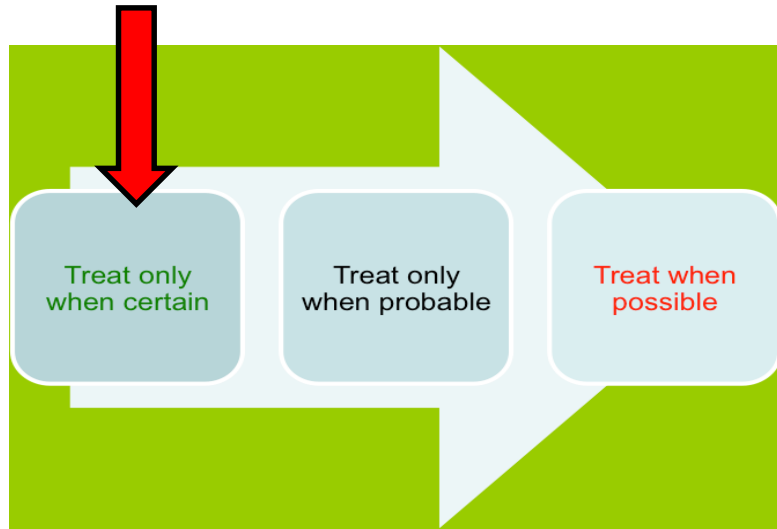 Treat only
when certain
Treat only
when probable
Treat when
possible